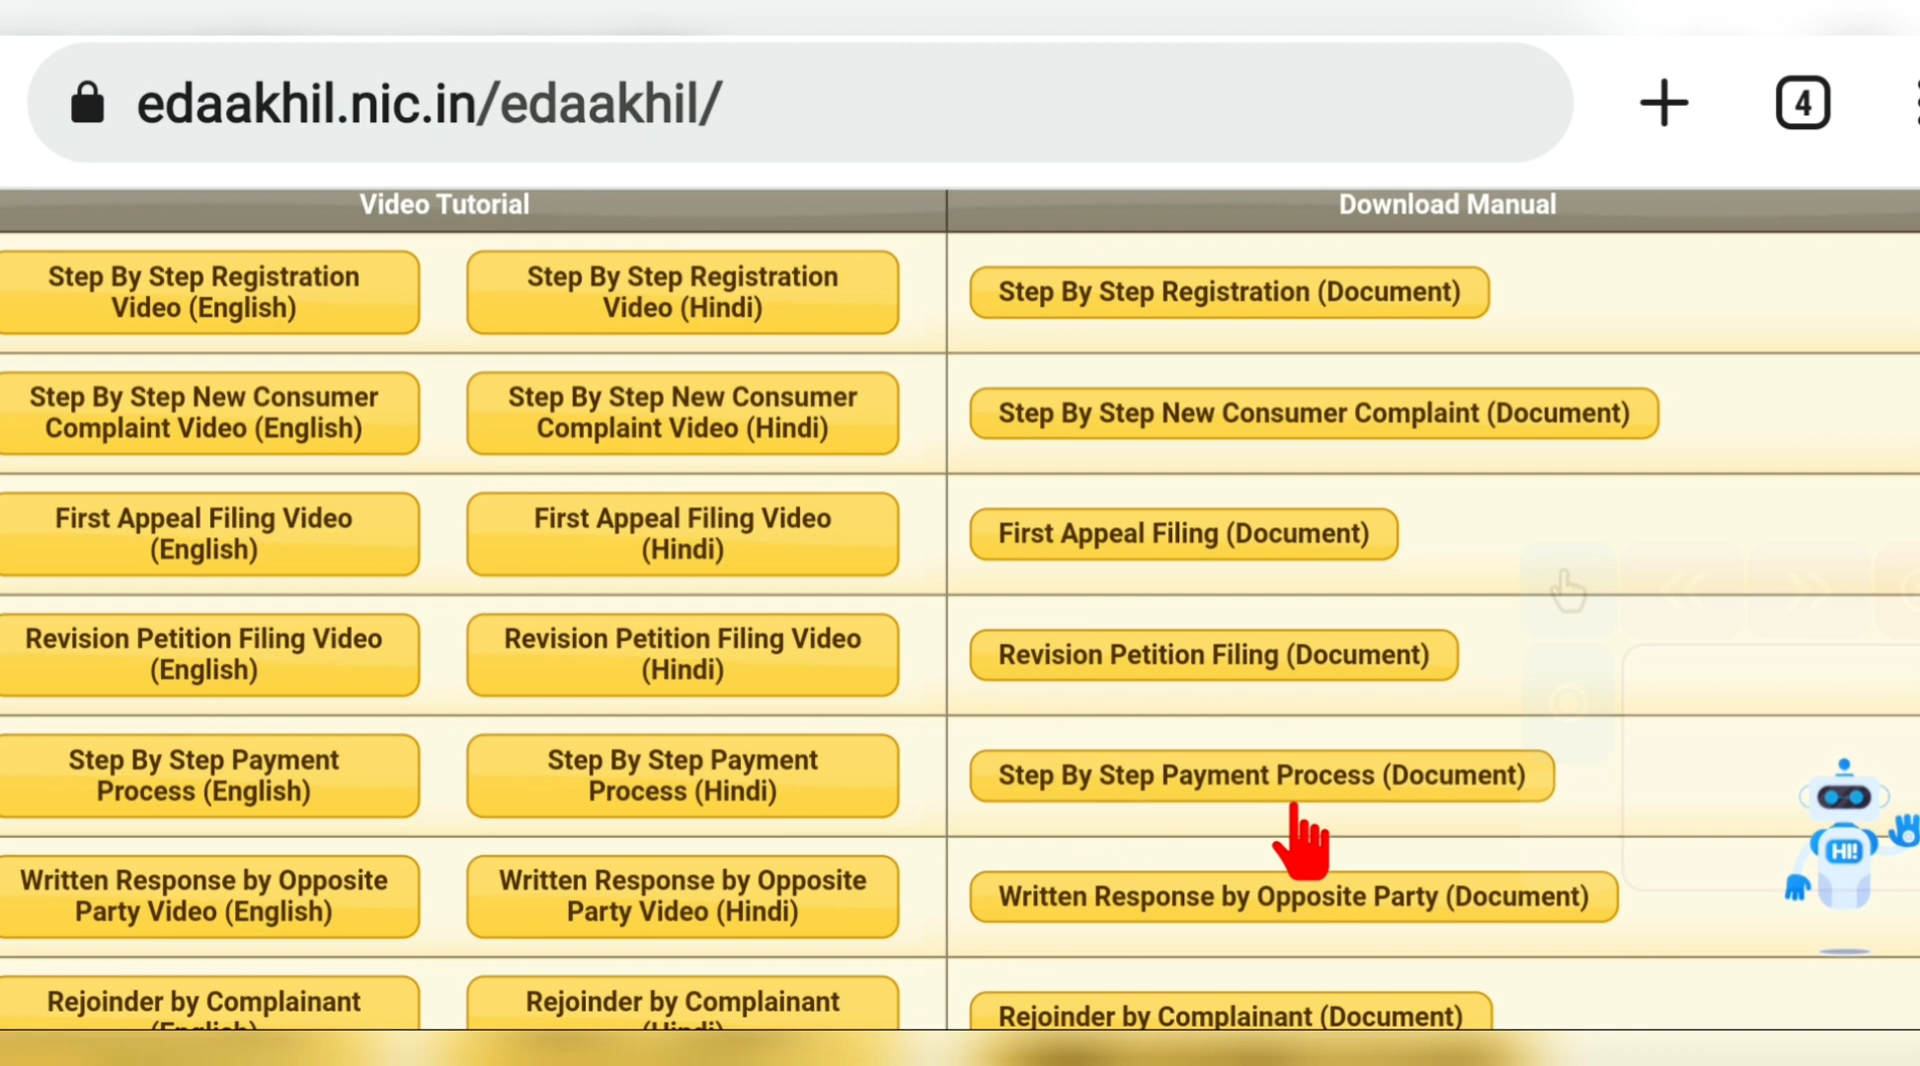 edaakhil.nic.in/edaakhil/
4
Video Tutorial
Download Manual
Step By Step Registration
Video (English)
Step By Step Registration
Video (Hindi)
Step By Step Registration (Document)
Step By Step New Consumer
Complaint Video (English)
Step By Step New Consumer
Complaint Video (Hindi)
Step By Step New Consumer Complaint (Document)
First Appeal Filing Video
(English)
First Appeal Filing Video
(Hindi)
First Appeal Filing (Document)
Revision Petition Filing Video
(English)
Revision Petition Filing Video
(Hindi)
Revision Petition Filing (Document)
Step By Step Payment
Process (English)
Step By Step Payment
Process (Hindi)
Step By Step Payment Process (Document)
Written Response by Opposite
Party Video (English)
Written Response by Opposite
Party Video (Hindi)
Written Response by Opposite Party (Document)
HI!
Rejoinder by Complainant
(English)
Rejoinder by Complainant
(Hindi)
Rejoinder by Complainant (Document)